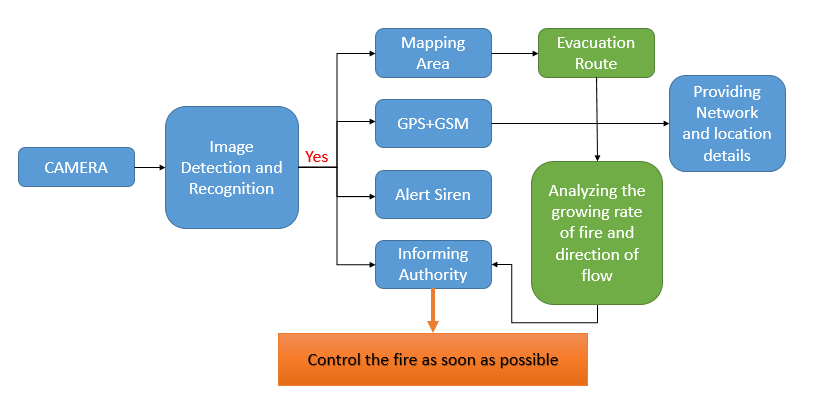 CAMERA
Image
Detection and
Recognition
Yes
Mapping
Area
Evacuation
Route
GPS+GSM
Providing
Network
and location
details
Alert Siren
Analyzing the
growing rate
of fire and
direction of
flow
Informing
Authority
Control the fire as soon as possible